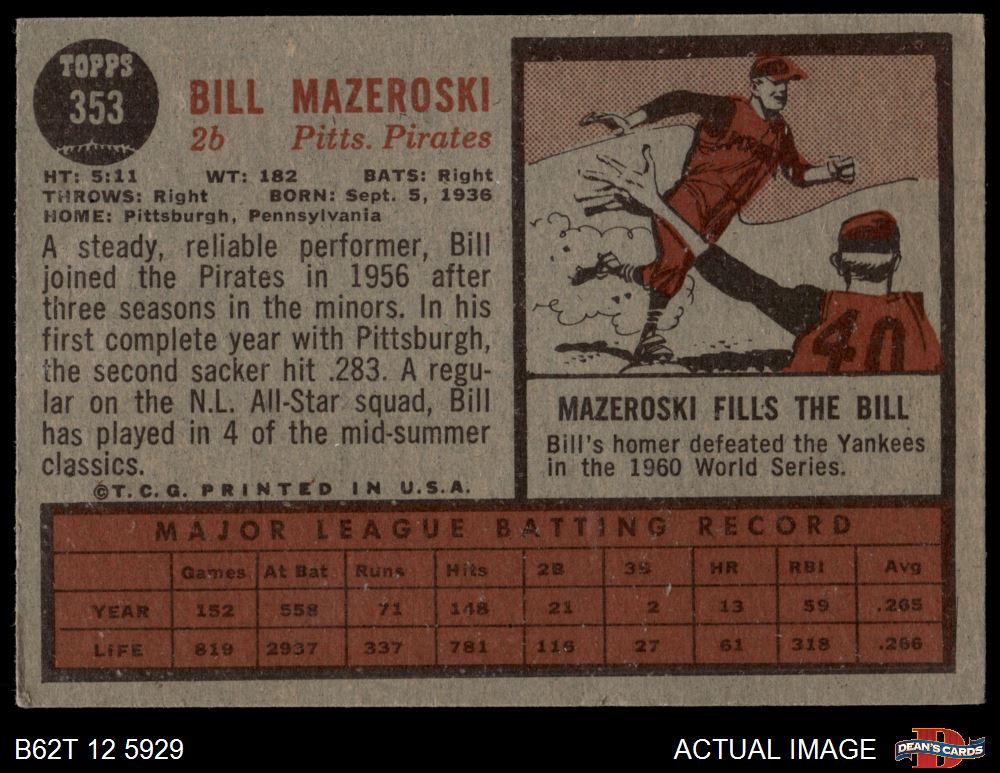 TOPPS
353
BILL MAZEROSKI
2b Pitts. Pirates
HT: 5:11 WT: 182 BATS: Right
THROWS: Right BORN: Sept. 5, 1936
HOME: Pittsburgh, Pennsylvania
A steady, reliable performer, Bill
joined the Pirates in 1956 after
three seasons in the minors. In his
first complete year with Pittsburgh,
the second sacker hit .283. A regu-
lar on the N.L. All-Star squad, Bill
has played in 4 of the mid-summer
classics.
©T.C.G. PRINTED IN U.S.A.
40
MAZEROSKI FILLS THE BILL
Bill's homer defeated the Yankees
in the 1960 World Series.
MAJOR LEAGUE BATTING RECORD
Games At Bat Runs Hits 2B 3B HR RBI Avg
YEAR 152 558 71 148 21 2 13 59 .265
LIFE 819 2937 337 781 116 27 61 318 .266
B62T 12 5929
ACTUAL IMAGE
DEAN'S CARDS